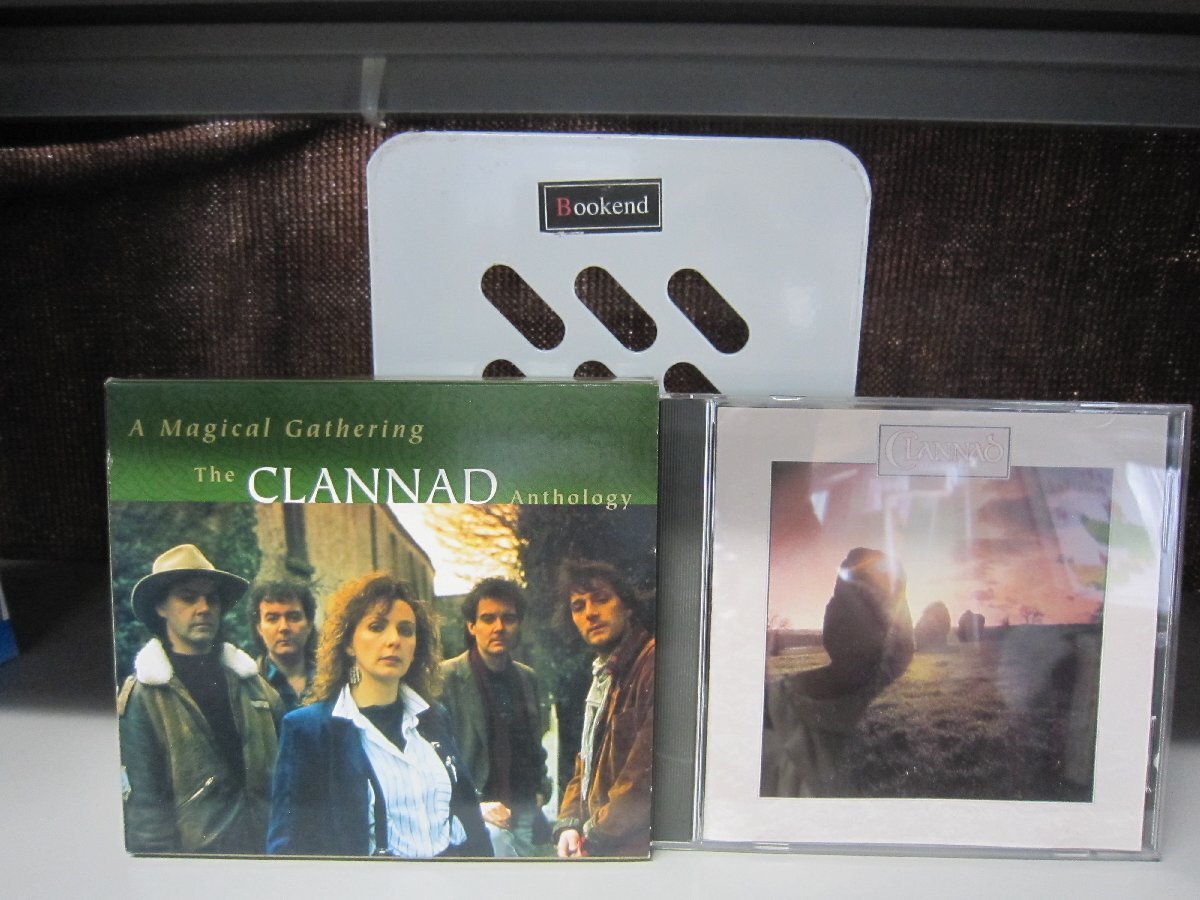 Bookend
A Magical Gathering
The CLANNAD Anthology
CLANNAD